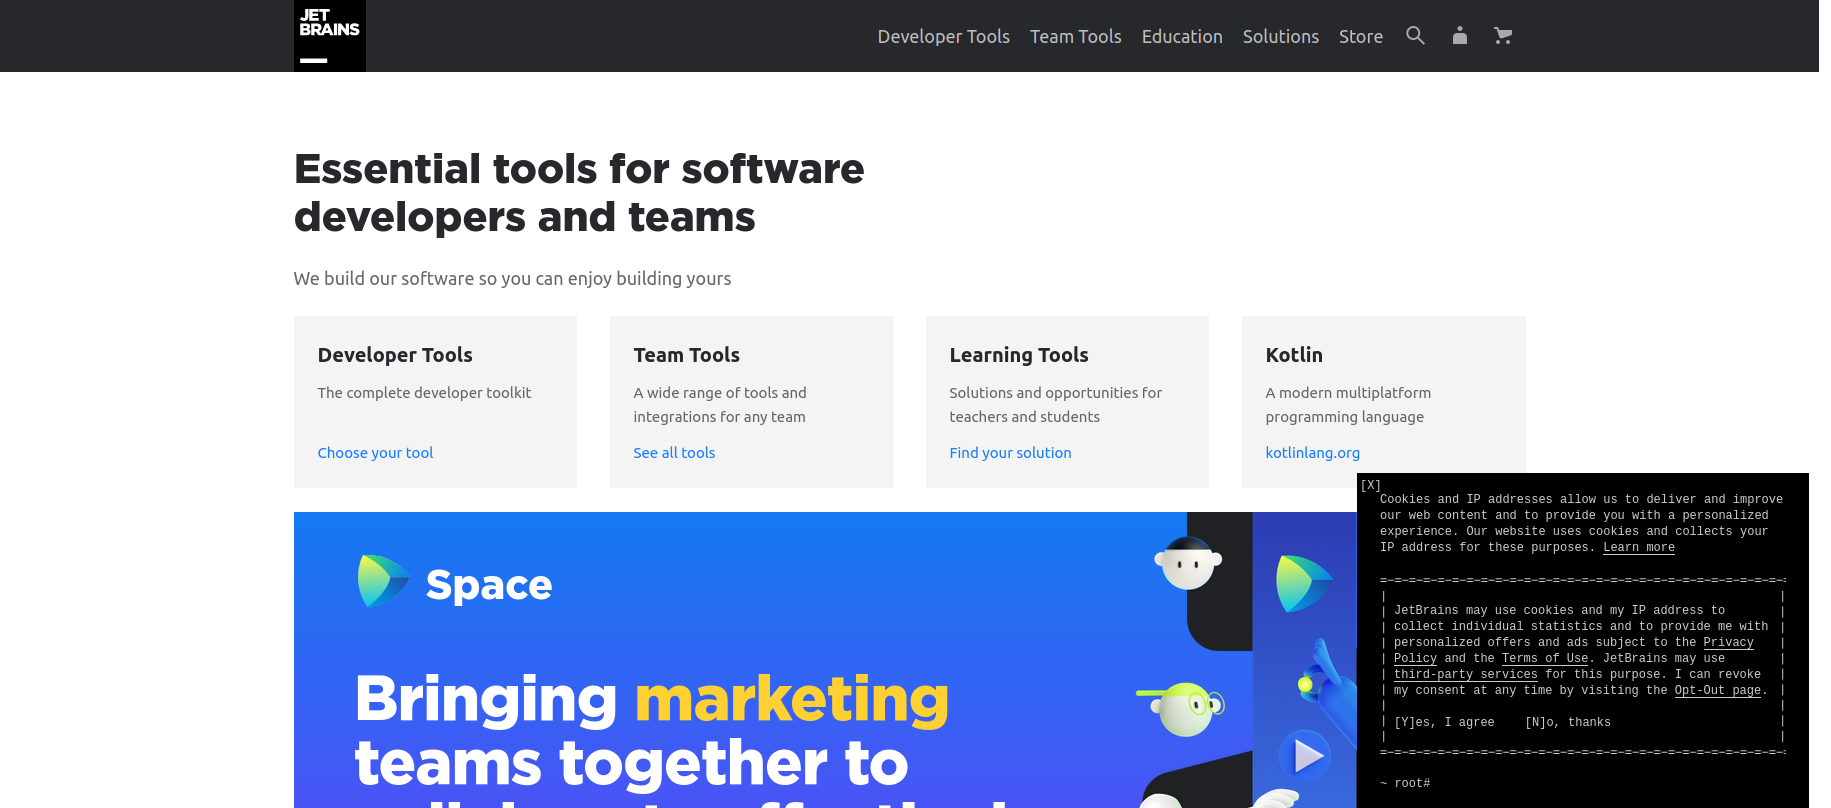 JET
BRAINS
Developer Tools Team Tools Education Solutions Store
Essential tools for software
developers and teams
We build our software so you can enjoy building yours
Developer Tools
The complete developer toolkit
Choose your tool
Team Tools
A wide range of tools and
integrations for any team
See all tools
Learning Tools
Solutions and opportunities for
teachers and students
Find your solution
Kotlin
A modern multiplatform
programming language
kotlinlang.org
Space
Bringing marketing
teams together to
[X]
Cookies and IP addresses allow us to deliver and improve
our web content and to provide you with a personalized
experience. Our website uses cookies and collects your
IP address for these purposes. Learn more
JetBrains may use cookies and my IP address to
collect individual statistics and to provide me with
personalized offers and ads subject to the Privacy
Policy and the Terms of Use. JetBrains may use
third-party services for this purpose. I can revoke
my consent at any time by visiting the Opt-Out page.
[Y]es, I agree [N]o, thanks
~ root#